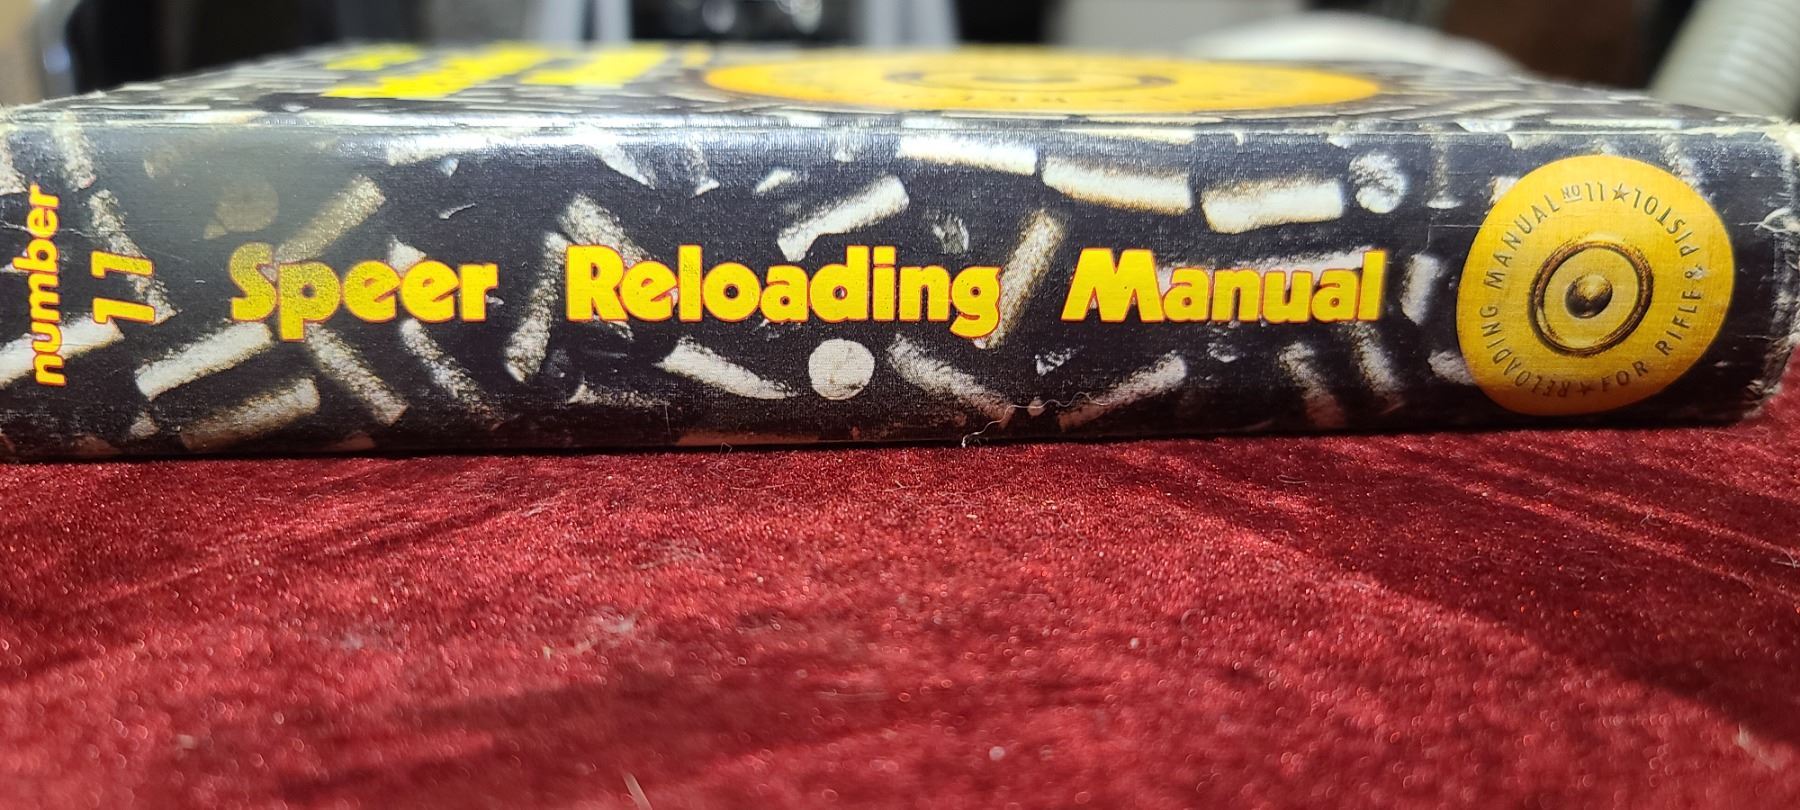 number
11
Speer Reloading Manual
RELOADING MANUAL NO 11 ★ FOR RIFLE & PISTOL ★